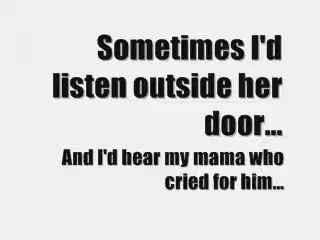 Sometimes I'd
listen outside her
door...
And I'd hear my mama who
cried for him...